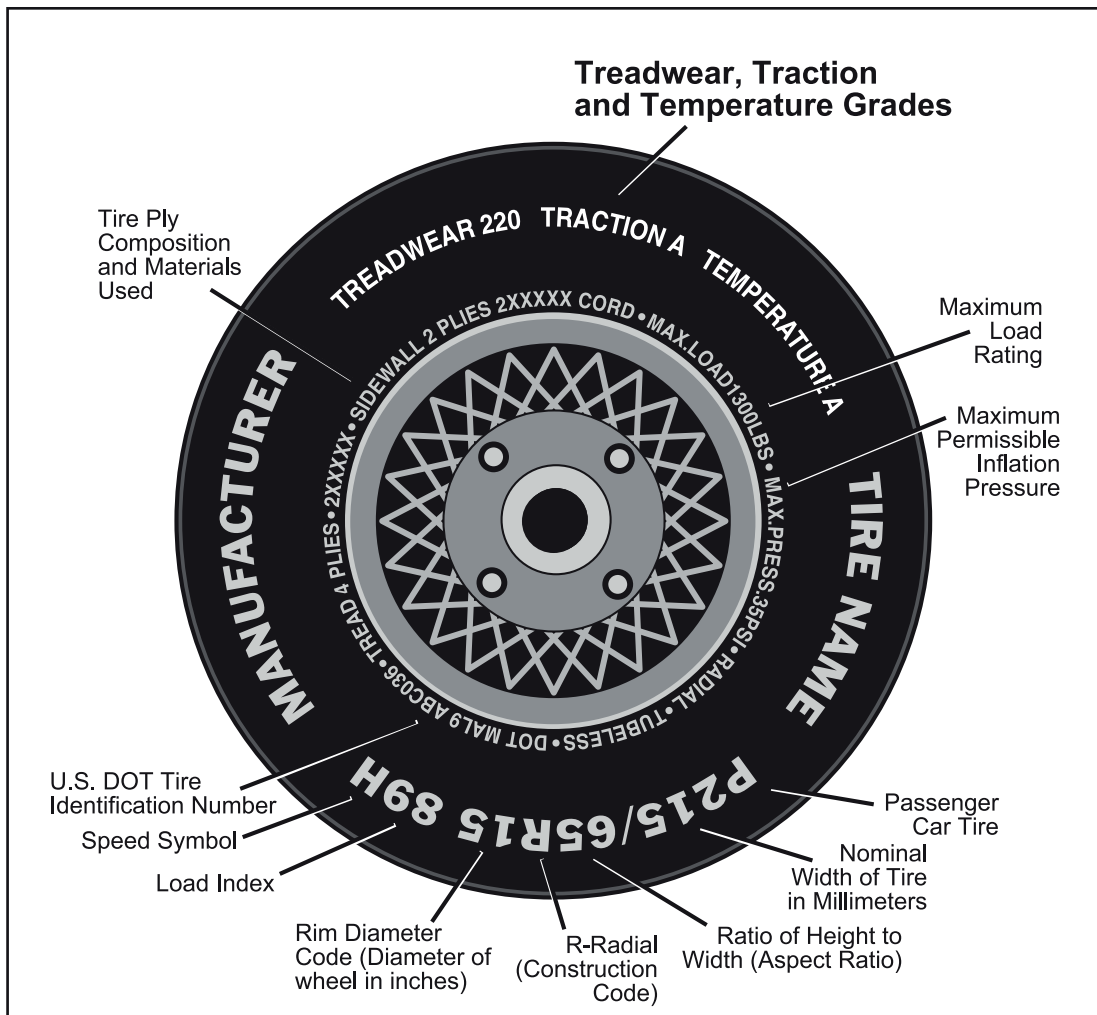 Treadwear, Traction
and Temperature Grades
Tire Ply
Composition
and Materials
Used
TREADWEAR 220 TRACTION A TEMPERATURE A
Maximum
Load
Rating
Maximum
Permissible
Inflation
Pressure
MANUFACTURER
TIRE NAME
SIDEWALL 2 PLIES 2XXXXX CORD • MAX.LOAD1300LBS • MAX.PRESS.35PSI • RADIAL • TUBELESS • DOT MAL9 ABC036 • TREAD 4 PLIES • 2XXXXX •
P215/65R15 89H
U.S. DOT Tire
Identification Number
Speed Symbol
Load Index
Rim Diameter
Code (Diameter of
wheel in inches)
R-Radial
(Construction
Code)
Ratio of Height to
Width (Aspect Ratio)
Nominal
Width of Tire
in Millimeters
Passenger
Car Tire